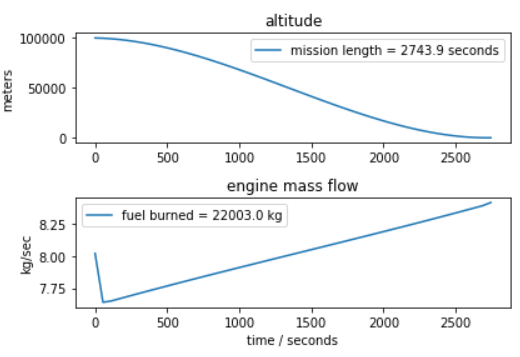 altitude
mission length = 2743.9 seconds
meters
100000
50000
0
0 500 1000 1500 2000 2500
engine mass flow
fuel burned = 22003.0 kg
kg/sec
8.25
8.00
7.75
0 500 1000 1500 2000 2500
time / seconds